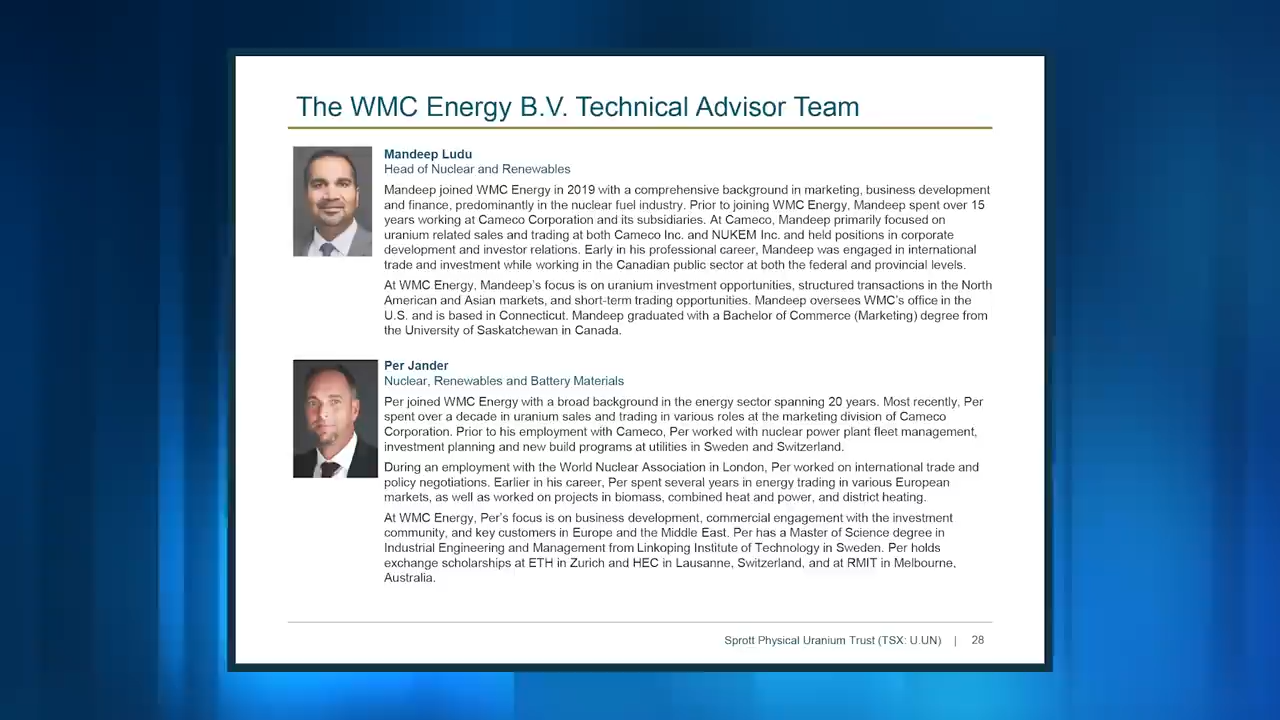 The WMC Energy B.V. Technical Advisor Team
Mandeep Ludu
Head of Nuclear and Renewables
Mandeep joined WMC Energy in 2019 with a comprehensive background in marketing, business development
and finance, predominantly in the nuclear fuel industry. Prior to joining WMC Energy, Mandeep spent over 15
years working at Cameco Corporation and its subsidiaries. At Cameco, Mandeep primarily focused on
uranium related sales and trading at both Cameco Inc. and NUKEM Inc. and held positions in corporate
development and investor relations. Early in his professional career, Mandeep was engaged in international
trade and investment while working in the Canadian public sector at both the federal and provincial levels.
At WMC Energy, Mandeep's focus is on uranium investment opportunities, structured transactions in the North
American and Asian markets, and short-term trading opportunities. Mandeep oversees WMC's office in the
U.S. and is based in Connecticut. Mandeep graduated with a Bachelor of Commerce (Marketing) degree from
the University of Saskatchewan in Canada.
Per Jander
Nuclear, Renewables and Battery Materials
Per joined WMC Energy with a broad background in the energy sector spanning 20 years. Most recently, Per
spent over a decade in uranium sales and trading in various roles at the marketing division of Cameco
Corporation. Prior to his employment with Cameco, Per worked with nuclear power plant fleet management,
investment planning and new build programs at utilities in Sweden and Switzerland.
During an employment with the World Nuclear Association in London, Per worked on international trade and
policy negotiations. Earlier in his career, Per spent several years in energy trading in various European
markets, as well as worked on projects in biomass, combined heat and power, and district heating.
At WMC Energy, Per's focus is on business development, commercial engagement with the investment
community, and key customers in Europe and the Middle East. Per has a Master of Science degree in
Industrial Engineering and Management from Linkoping Institute of Technology in Sweden. Per holds
exchange scholarships at ETH in Zurich and HEC in Lausanne, Switzerland, and at RMIT in Melbourne,
Australia.
Sprott Physical Uranium Trust (TSX: U.UN) | 28